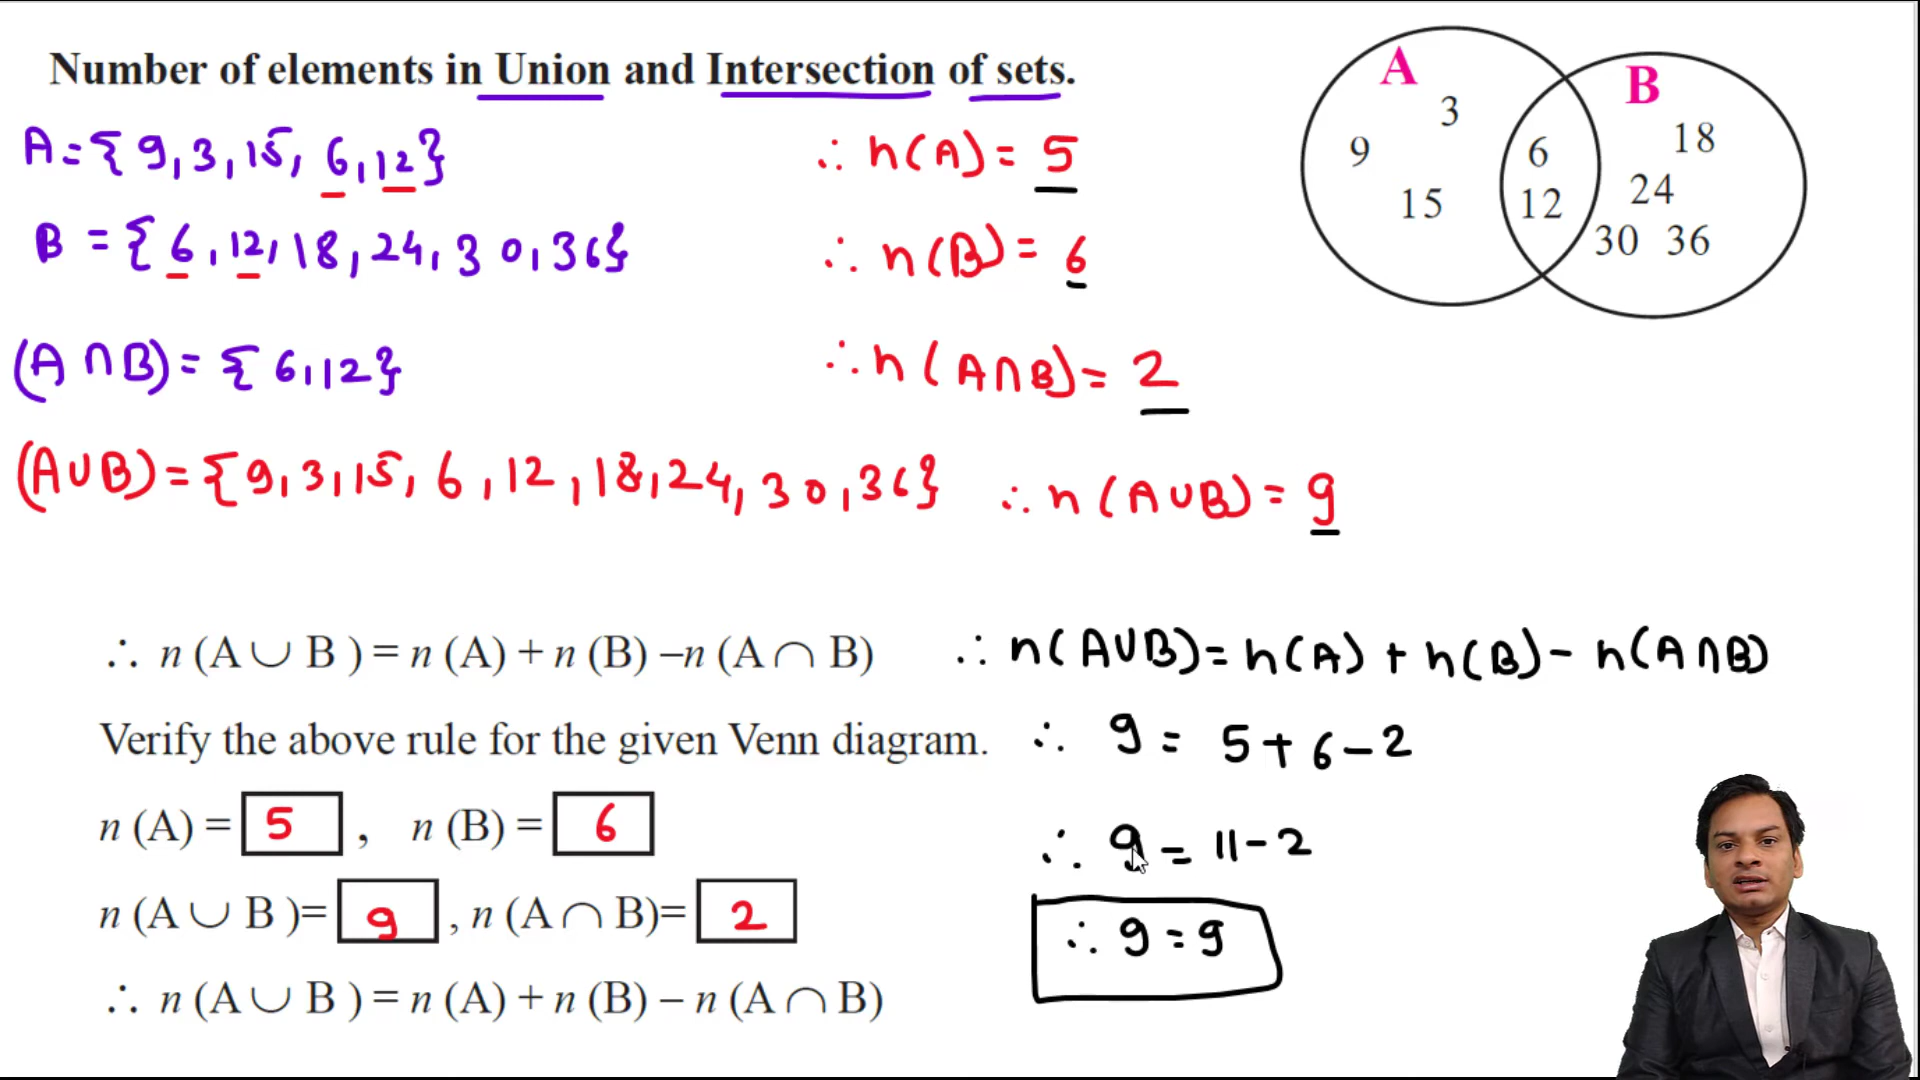 Number of elements in Union and Intersection of sets.
A = {9, 3, 15, 6, 12}
∴ n(A) = 5
B = {6, 12, 18, 24, 30, 36}
∴ n(B) = 6
(A∩B) = {6, 12}
∴ n(A∩B) = 2
(A∪B) = {9, 3, 15, 6, 12, 18, 24, 30, 36}
∴ n(A∪B) = 9
A
B
3
9
15
6
12
18
24
30 36
∴ n (A ∪ B ) = n (A) + n (B) –n (A ∩ B)
Verify the above rule for the given Venn diagram.
n (A) = 5 , n (B) = 6
n (A ∪ B )= 9 , n (A ∩ B)= 2
∴ n (A ∪ B ) = n (A) + n (B) – n (A ∩ B)
∴ n(A∪B) = n(A) + n(B) – n(A∩B)
∴ 9 = 5 + 6 – 2
∴ 9 = 11 – 2
∴ 9 = 9